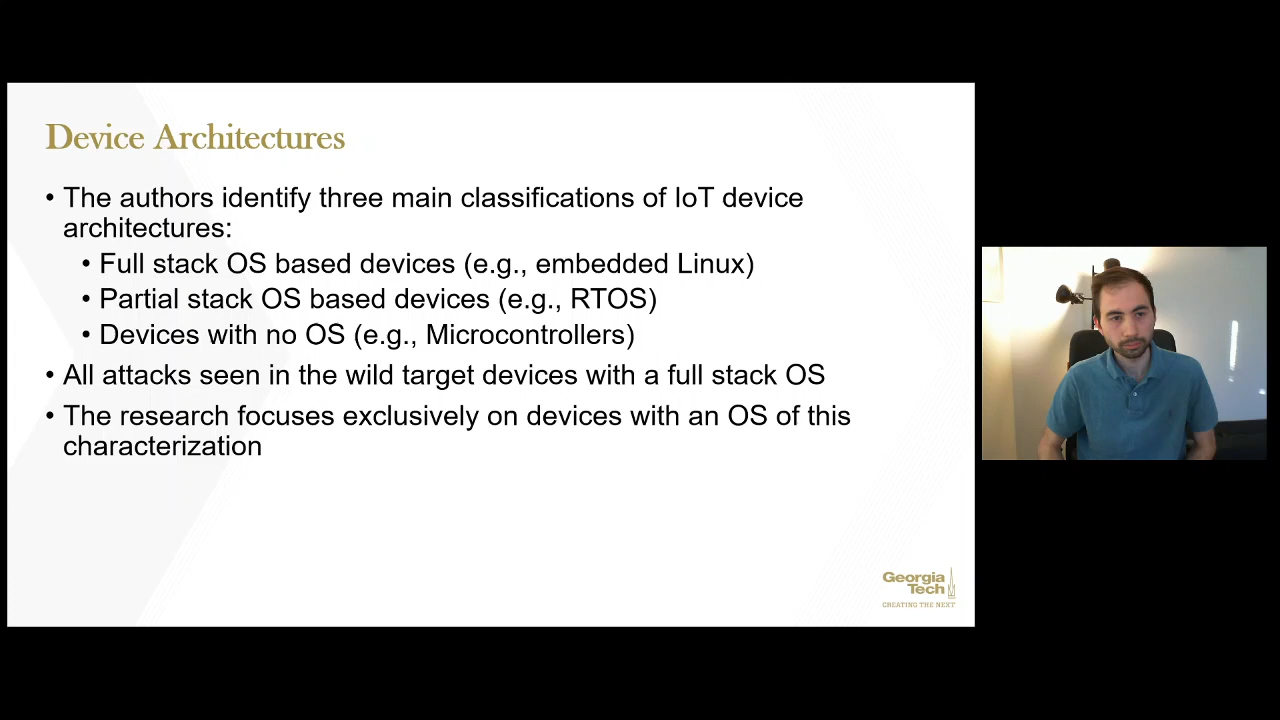 Device Architectures
• The authors identify three main classifications of IoT device
architectures:
• Full stack OS based devices (e.g., embedded Linux)
• Partial stack OS based devices (e.g., RTOS)
• Devices with no OS (e.g., Microcontrollers)
• All attacks seen in the wild target devices with a full stack OS
• The research focuses exclusively on devices with an OS of this
characterization
Georgia
Tech
CREATING THE NEXT